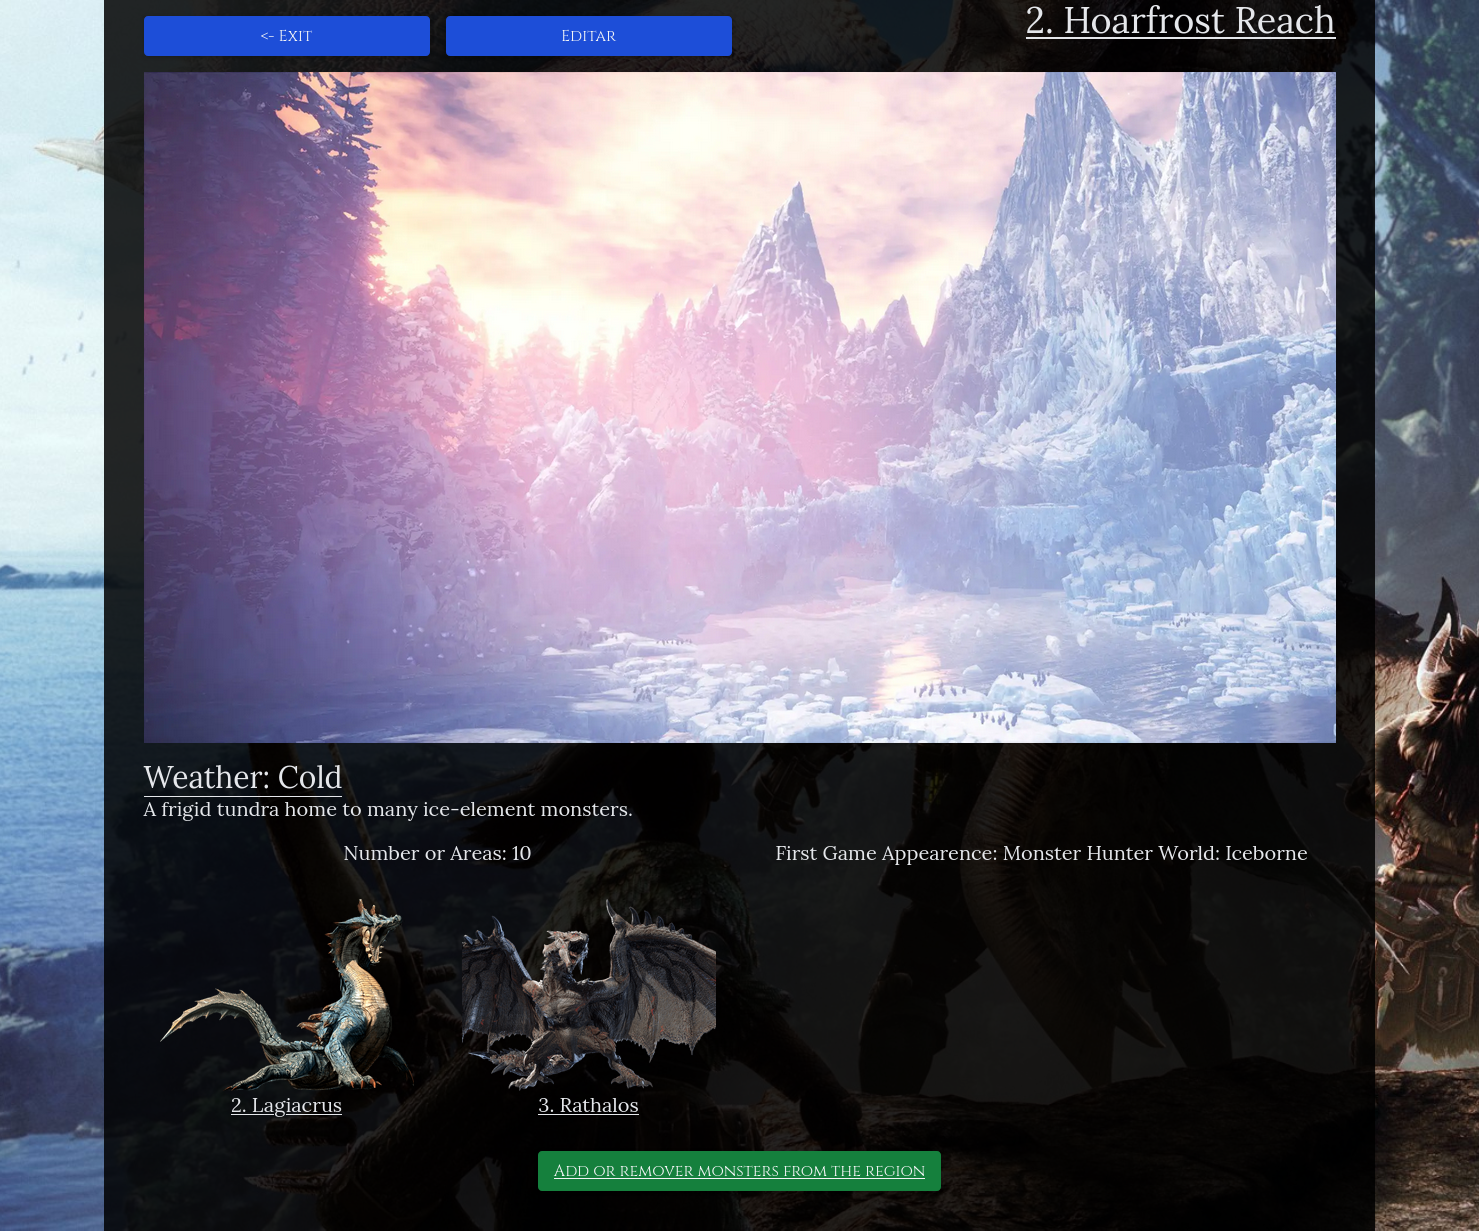 <- Exit
Editar
2. Hoarfrost Reach
Weather: Cold
A frigid tundra home to many ice-element monsters.
Number or Areas: 10
First Game Appearence: Monster Hunter World: Iceborne
2. Lagiacrus
3. Rathalos
Add or remover monsters from the region